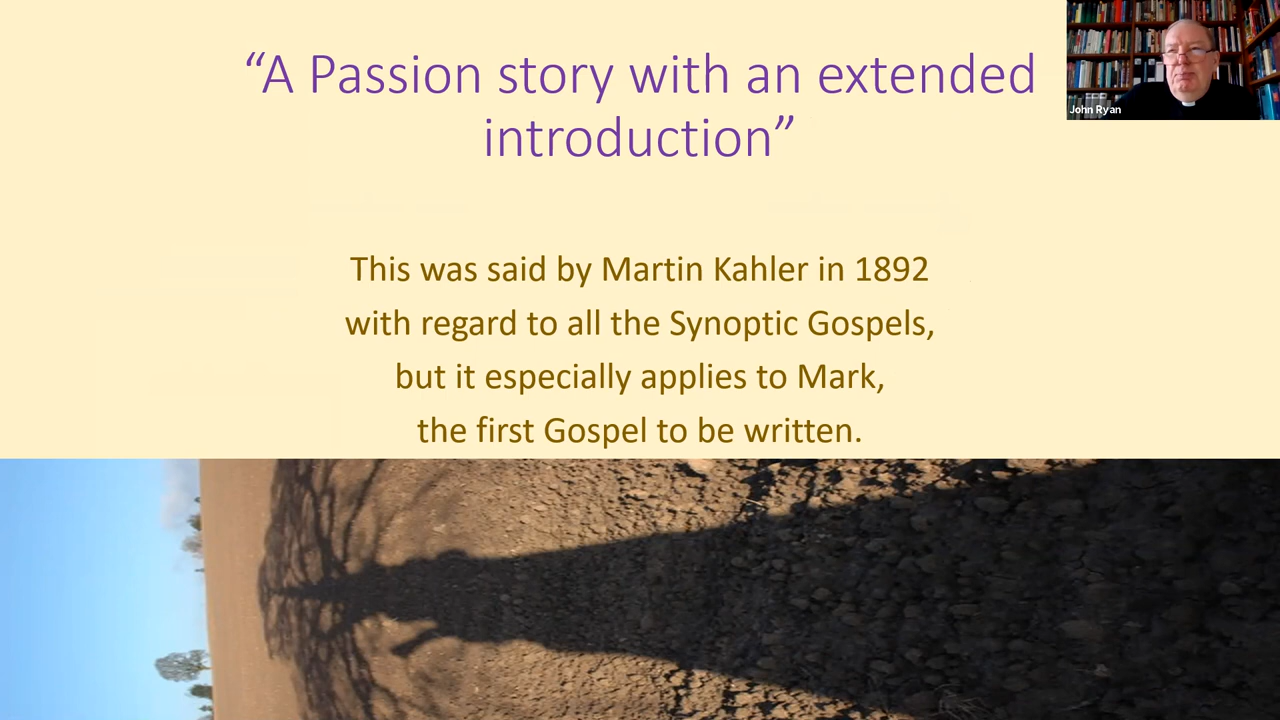 “A Passion story with an extended
introduction”
John Ryan
This was said by Martin Kahler in 1892
with regard to all the Synoptic Gospels,
but it especially applies to Mark,
the first Gospel to be written.